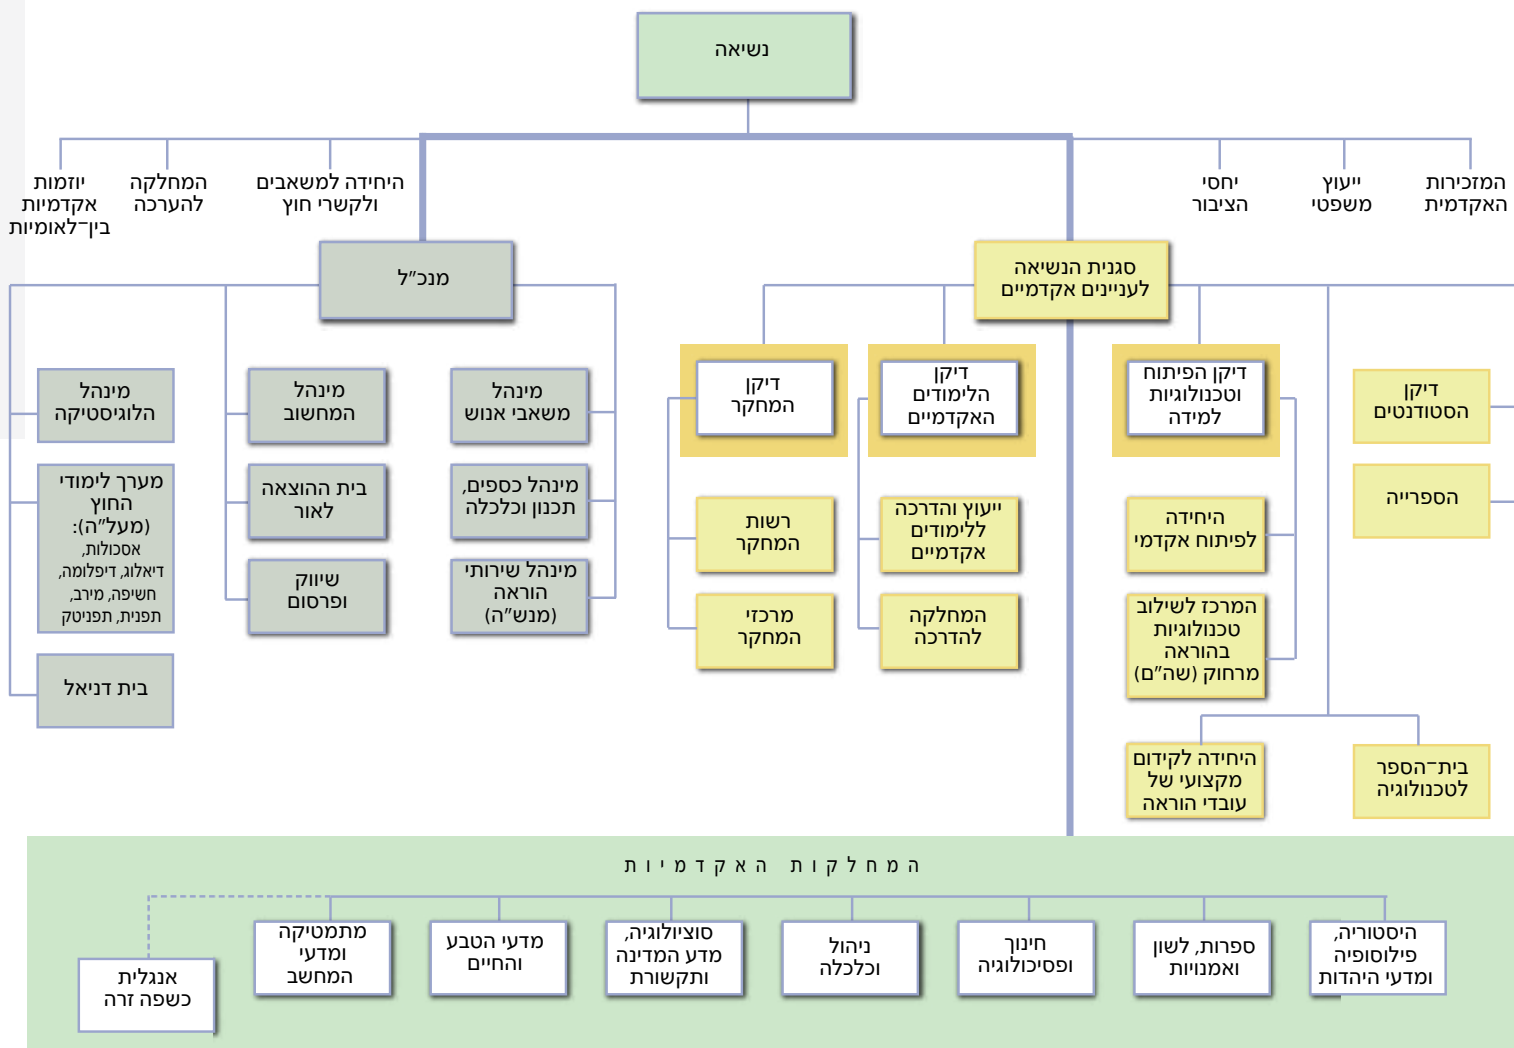 נשיאה
המזכירות
האקדמית
ייעוץ
משפטי
יחסי
הציבור
היחידה למשאבים
ולקשרי חוץ
המחלקה
להערכה
יוזמות
אקדמיות
בין־לאומיות
סגנית הנשיאה
לעניינים אקדמיים
מנכ״ל
דיקן
הסטודנטים
הספרייה
דיקן הפיתוח
וטכנולוגיות
למידה
היחידה
לפיתוח אקדמי
המרכז לשילוב
טכנולוגיות
בהוראה
מרחוק (שה״ם)
בית־הספר
לטכנולוגיה
היחידה לקידום
מקצועי של
עובדי הוראה
דיקן
הלימודים
האקדמיים
ייעוץ והדרכה
ללימודים
אקדמיים
המחלקה
להדרכה
דיקן
המחקר
רשות
המחקר
מרכזי
המחקר
מינהל
משאבי אנוש
מינהל כספים,
תכנון וכלכלה
מינהל שירותי
הוראה
(מנש״ה)
מינהל
המחשוב
בית ההוצאה
לאור
שיווק
ופרסום
מינהל
הלוגיסטיקה
מערך לימודי
החוץ
(מעל״ה):
אסכולות,
דיאלוג, דיפלומה,
חשיפה, מירב,
תפנית, תפניטק
בית דניאל
המחלקות האקדמיות
היסטוריה,
פילוסופיה
ומדעי היהדות
ספרות, לשון
ואמנויות
חינוך
ופסיכולוגיה
ניהול
וכלכלה
סוציולוגיה,
מדע המדינה
ותקשורת
מדעי הטבע
והחיים
מתמטיקה
ומדעי
המחשב
אנגלית
כשפה זרה